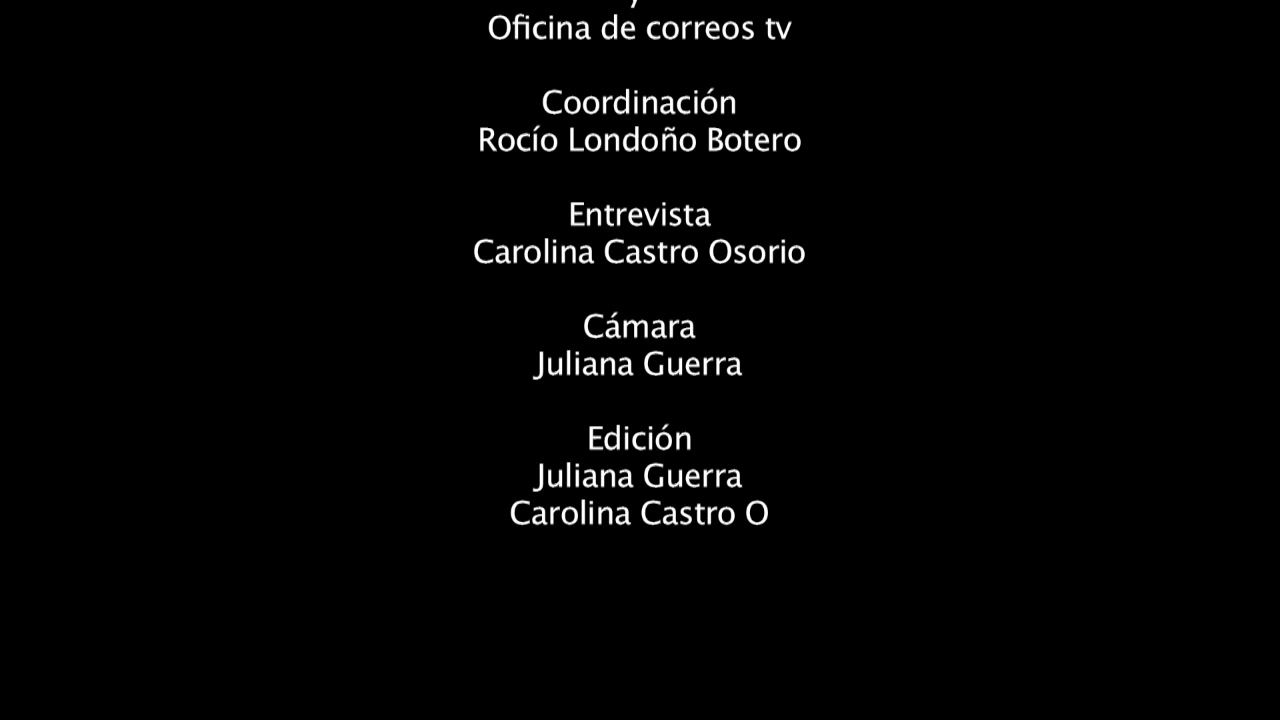 y
Oficina de correos tv
Coordinación
Rocío Londoño Botero
Entrevista
Carolina Castro Osorio
Cámara
Juliana Guerra
Edición
Juliana Guerra
Carolina Castro O